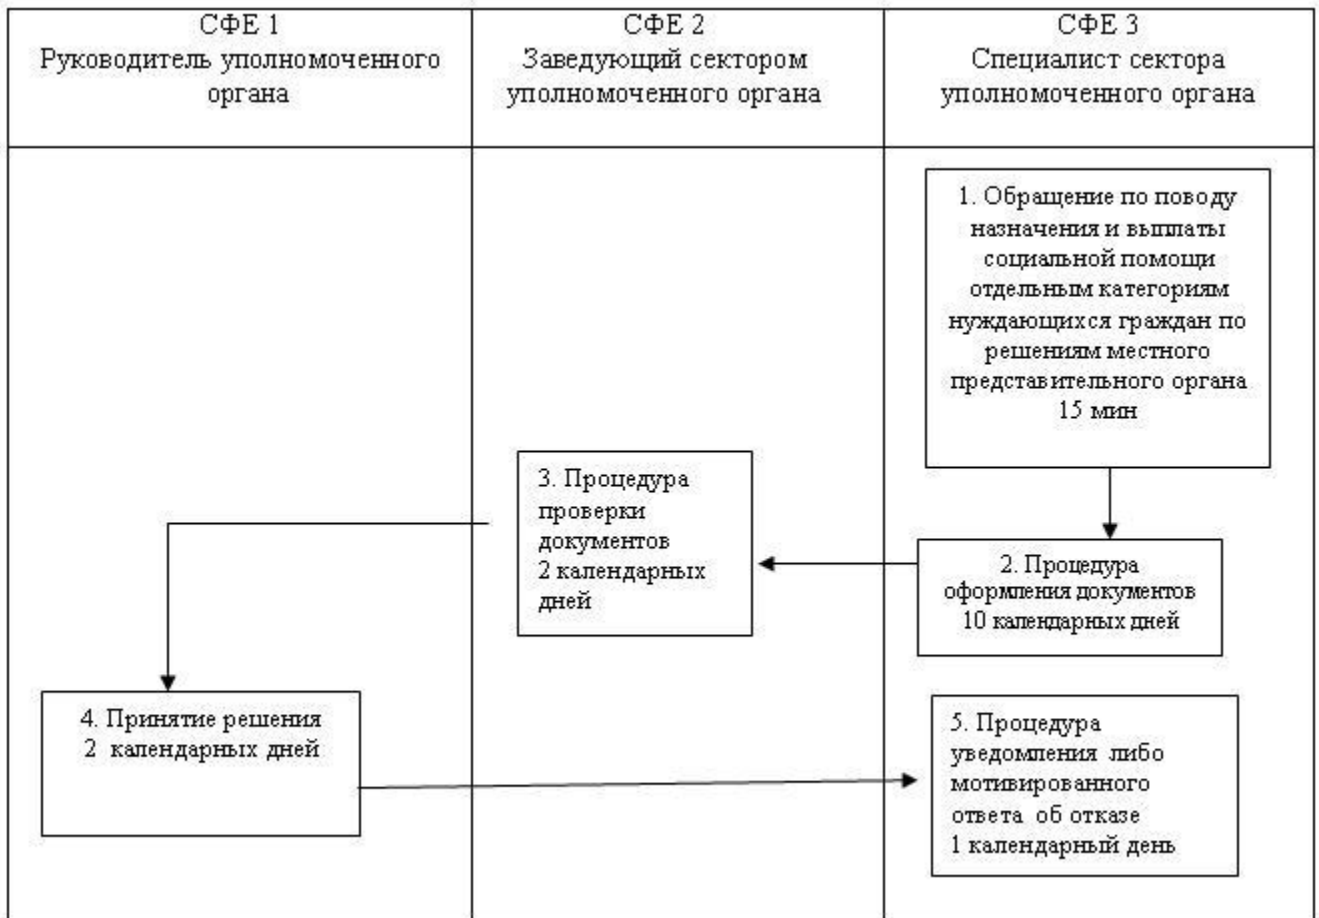 СФЕ 1
Руководитель уполномоченного
органа
СФЕ 2
Заведующий сектором
уполномоченного органа
СФЕ 3
Специалист сектора
уполномоченного органа
1. Обращение по поводу
назначения и выплаты
социальной помощи
отдельным категориям
нуждающихся граждан по
решениям местного
представительного органа
15 мин
2. Процедура
оформления документов
10 календарных дней
3. Процедура
проверки
документов
2 календарных
дней
4. Принятие решения
2 календарных дней
5. Процедура
уведомления либо
мотивированного
ответа об отказе
1 календарный день